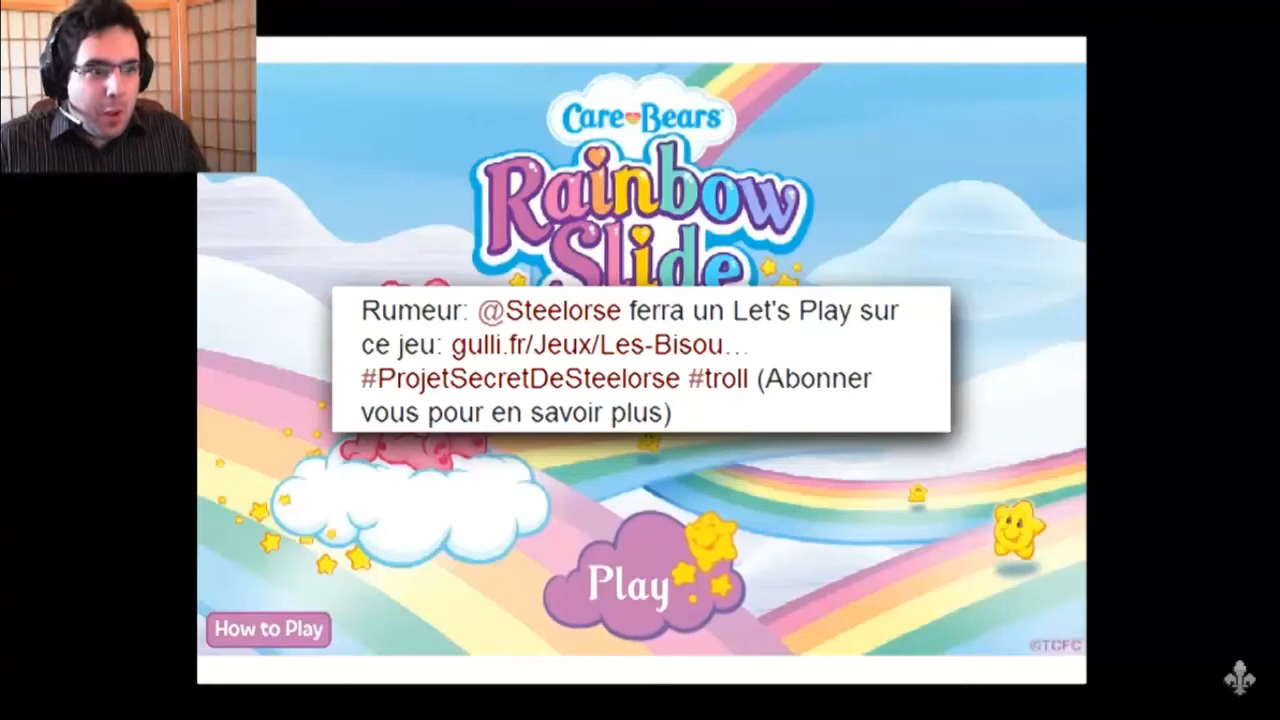 Care Bears
Rainbow
Slide
Rumeur: @Steelorse ferra un Let's Play sur
ce jeu: gulli.fr/Jeux/Les-Bisou…
#ProjetSecretDeSteelorse #troll (Abonner
vous pour en savoir plus)
Play
How to Play
©TCFC